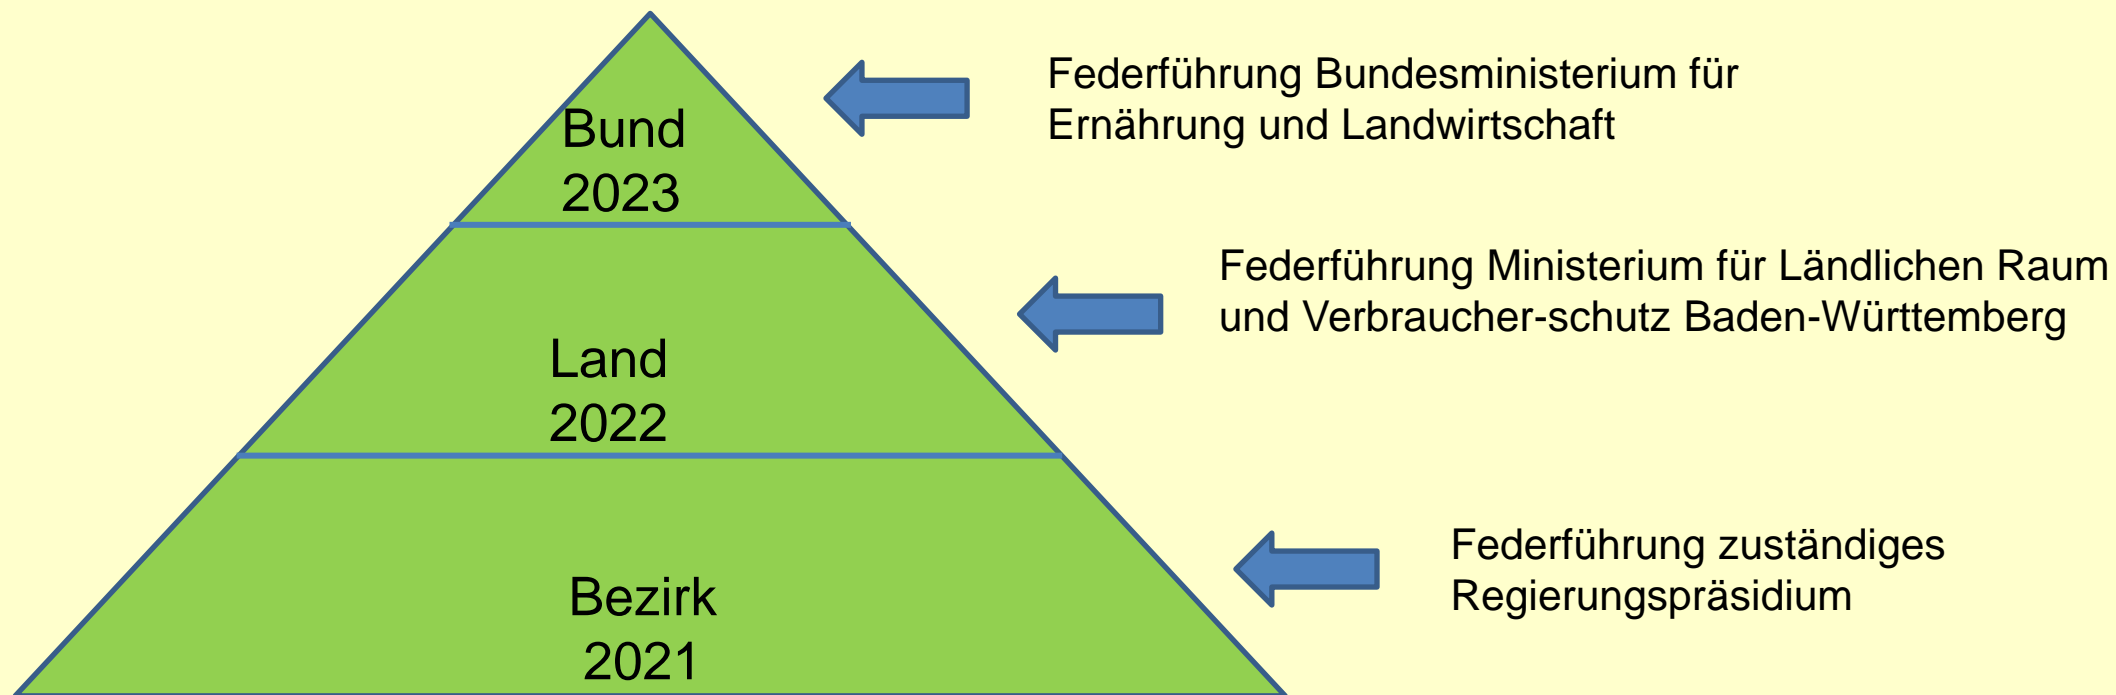 Bund
2023
Federführung Bundesministerium für
Ernährung und Landwirtschaft
Land
2022
Federführung Ministerium für Ländlichen Raum
und Verbraucher-schutz Baden-Württemberg
Bezirk
2021
Federführung zuständiges
Regierungspräsidium